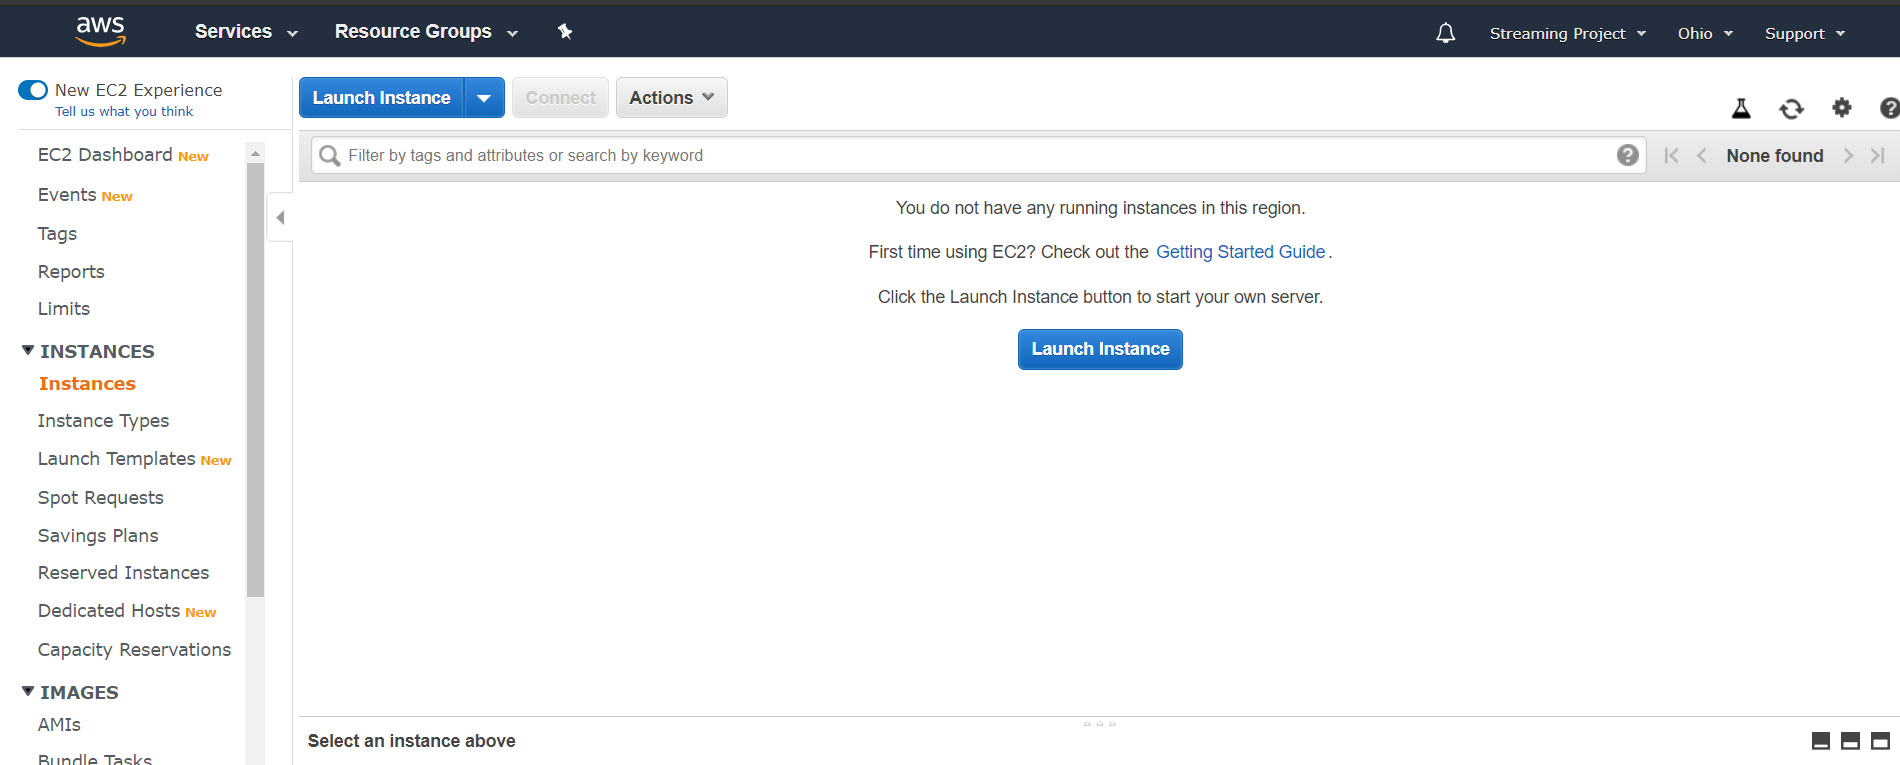 aws
Services
Resource Groups
Streaming Project
Ohio
Support
New EC2 Experience
Tell us what you think
EC2 Dashboard New
Events New
Tags
Reports
Limits
INSTANCES
Instances
Instance Types
Launch Templates New
Spot Requests
Savings Plans
Reserved Instances
Dedicated Hosts New
Capacity Reservations
IMAGES
AMIs
Bundle Tasks
Launch Instance
Connect
Actions
Filter by tags and attributes or search by keyword
None found
You do not have any running instances in this region.
First time using EC2? Check out the Getting Started Guide.
Click the Launch Instance button to start your own server.
Launch Instance
Select an instance above